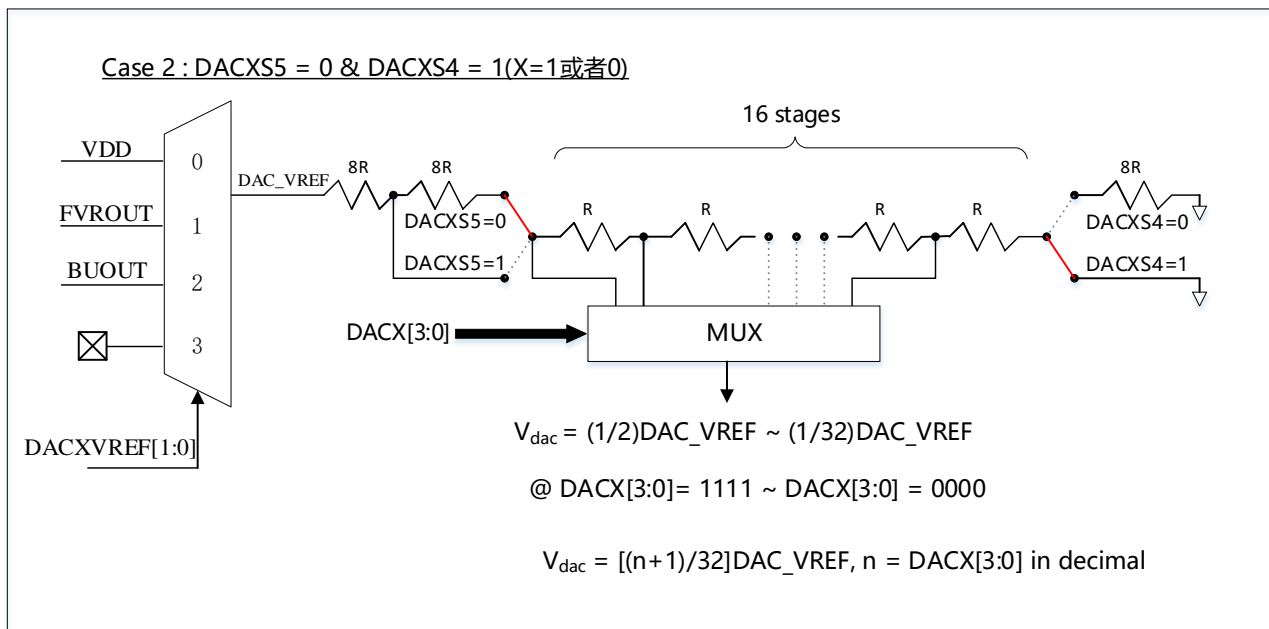 Case 2 : DACXS5 = 0 & DACXS4 = 1(X=1或者0)
16 stages
VDD
0
DAC_VREF
8R
8R
8R
FVROUT
1
DACXS5=0
R
R
R
R
DACXS4=0
BUOUT
2
DACXS5=1
DACXS4=1
3
DACX[3:0]
MUX
DACXVREF[1:0]
Vdac = (1/2)DAC_VREF ~ (1/32)DAC_VREF
@ DACX[3:0]= 1111 ~ DACX[3:0] = 0000
Vdac = [(n+1)/32]DAC_VREF, n = DACX[3:0] in decimal